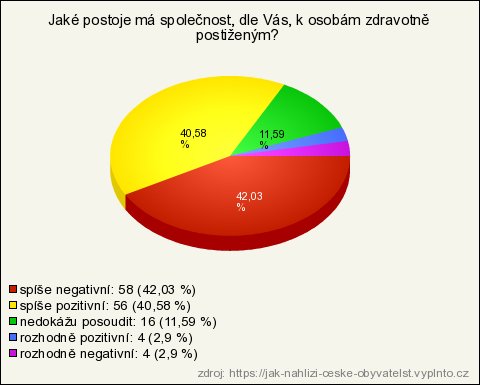 Jaké postoje má společnost, dle Vás, k osobám zdravotně
postiženým?
40,58
%
11,59
%
42,03
%
spíše negativní: 58 (42,03 %)
spíše pozitivní: 56 (40,58 %)
nedokážu posoudit: 16 (11,59 %)
rozhodně pozitivní: 4 (2,9 %)
rozhodně negativní: 4 (2,9 %)
zdroj: https://jak-nahlizi-ceske-obyvatelst.vyplnto.cz